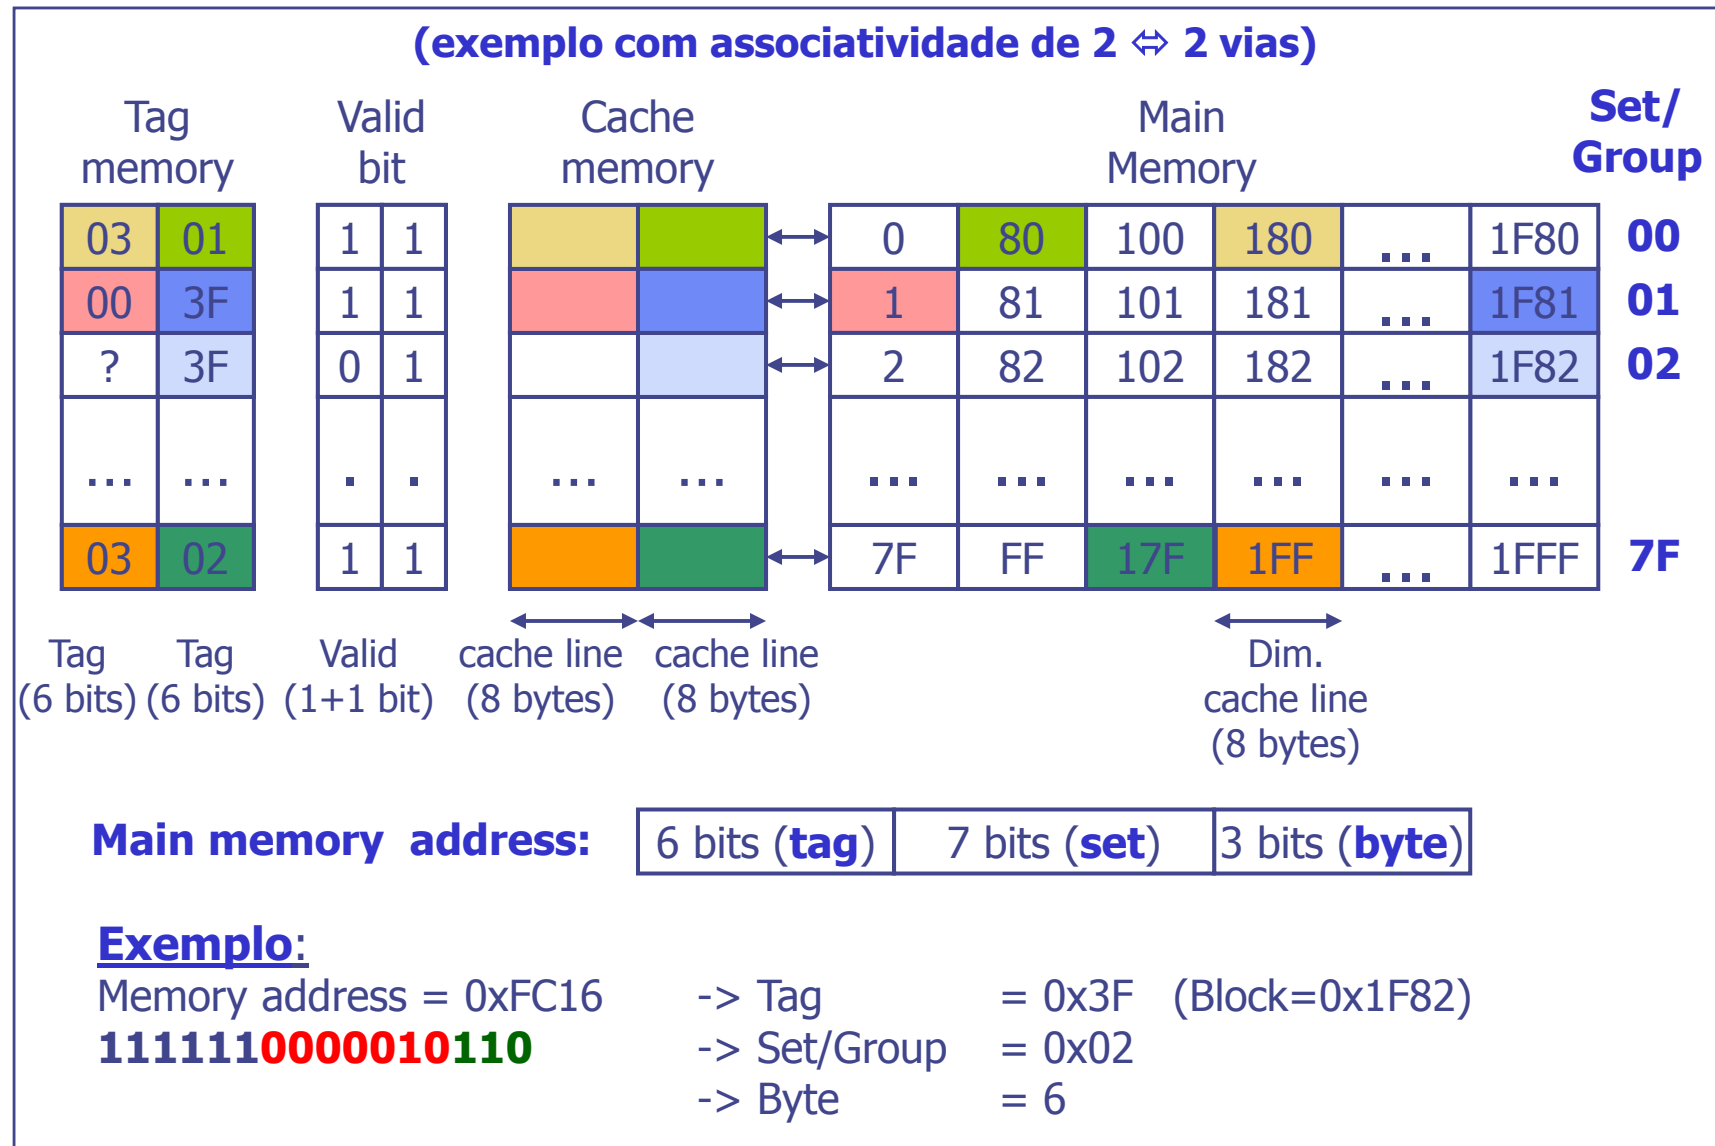 (exemplo com associatividade de 2 ⇔ 2 vias)
Tag memory Valid bit Cache memory Main Memory Set/ Group
03 01 1 1 0 80 100 180 ... 1F80 00
00 3F 1 1 1 81 101 181 ... 1F81 01
? 3F 0 1 2 82 102 182 ... 1F82 02
... ... . . ... ... ... ... ... ... ... ...
03 02 1 1 7F FF 17F 1FF ... 1FFF 7F
Tag Tag Valid cache line cache line Dim.
(6 bits) (6 bits) (1+1 bit) (8 bytes) (8 bytes) cache line
(8 bytes)
Main memory address: 6 bits (tag) 7 bits (set) 3 bits (byte)
Exemplo:
Memory address = 0xFC16 -> Tag = 0x3F (Block=0x1F82)
1111110000010110 -> Set/Group = 0x02
-> Byte = 6